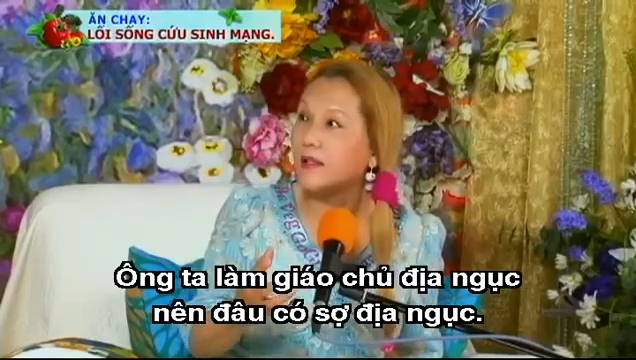 ĂN CHAY:
LỐI SỐNG CỨU SINH MẠNG.
Ông ta làm giáo chủ địa ngục
nên đâu có sợ địa ngục.